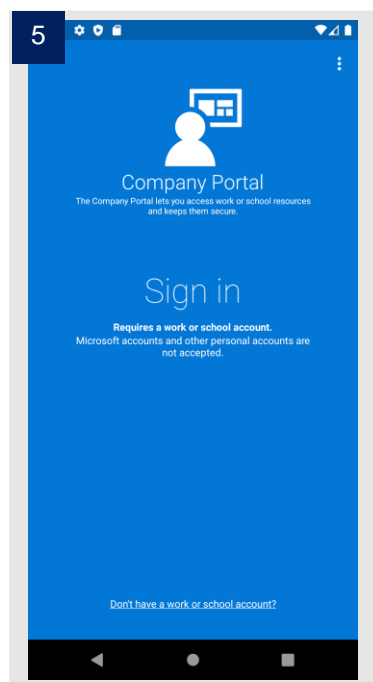 5
Company Portal
The Company Portal lets you access work or school resources
and keeps them secure.
Sign in
Requires a work or school account.
Microsoft accounts and other personal accounts are
not accepted.
Don't have a work or school account?